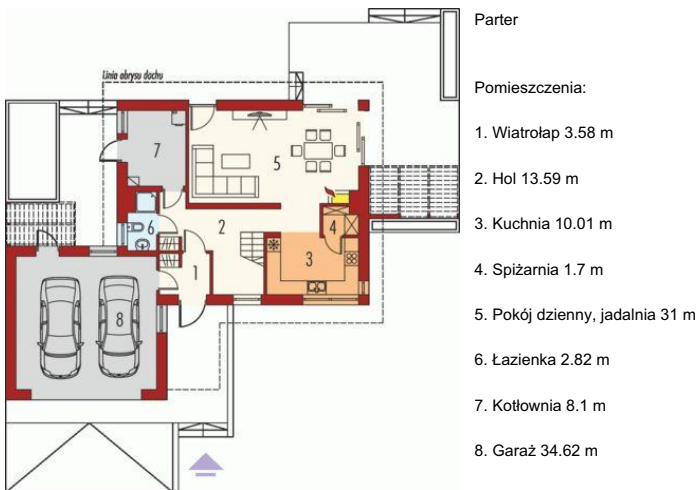 Parter
Pomieszczenia:
1. Wiatrołap 3.58 m
2. Hol 13.59 m
3. Kuchnia 10.01 m
4. Spiżarnia 1.7 m
5. Pokój dzienny, jadalnia 31 m
6. Łazienka 2.82 m
7. Kotłownia 8.1 m
8. Garaż 34.62 m
Linia obrysu dachu
7
5
6
2
4
3
1
8